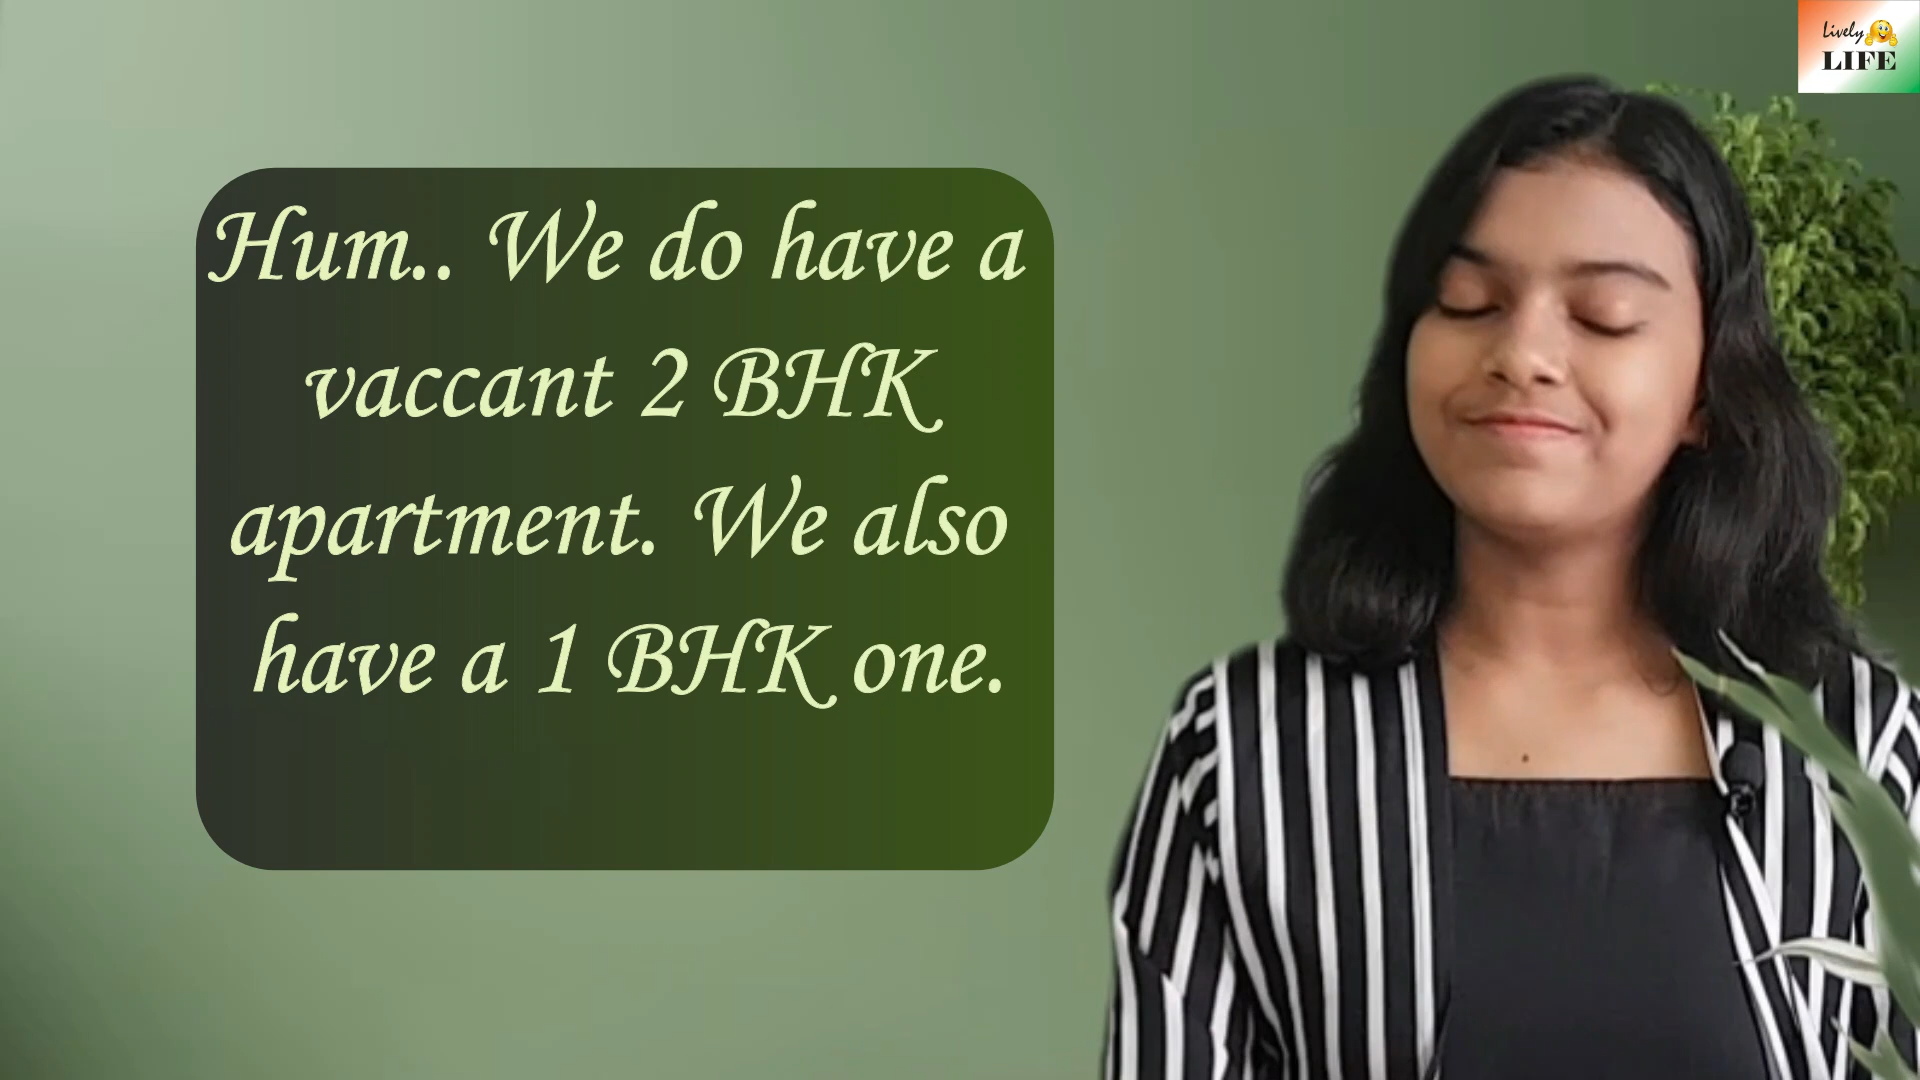 Lively
LIFE
Hum.. We do have a
vaccant 2 BHK
apartment. We also
have a 1 BHK one.